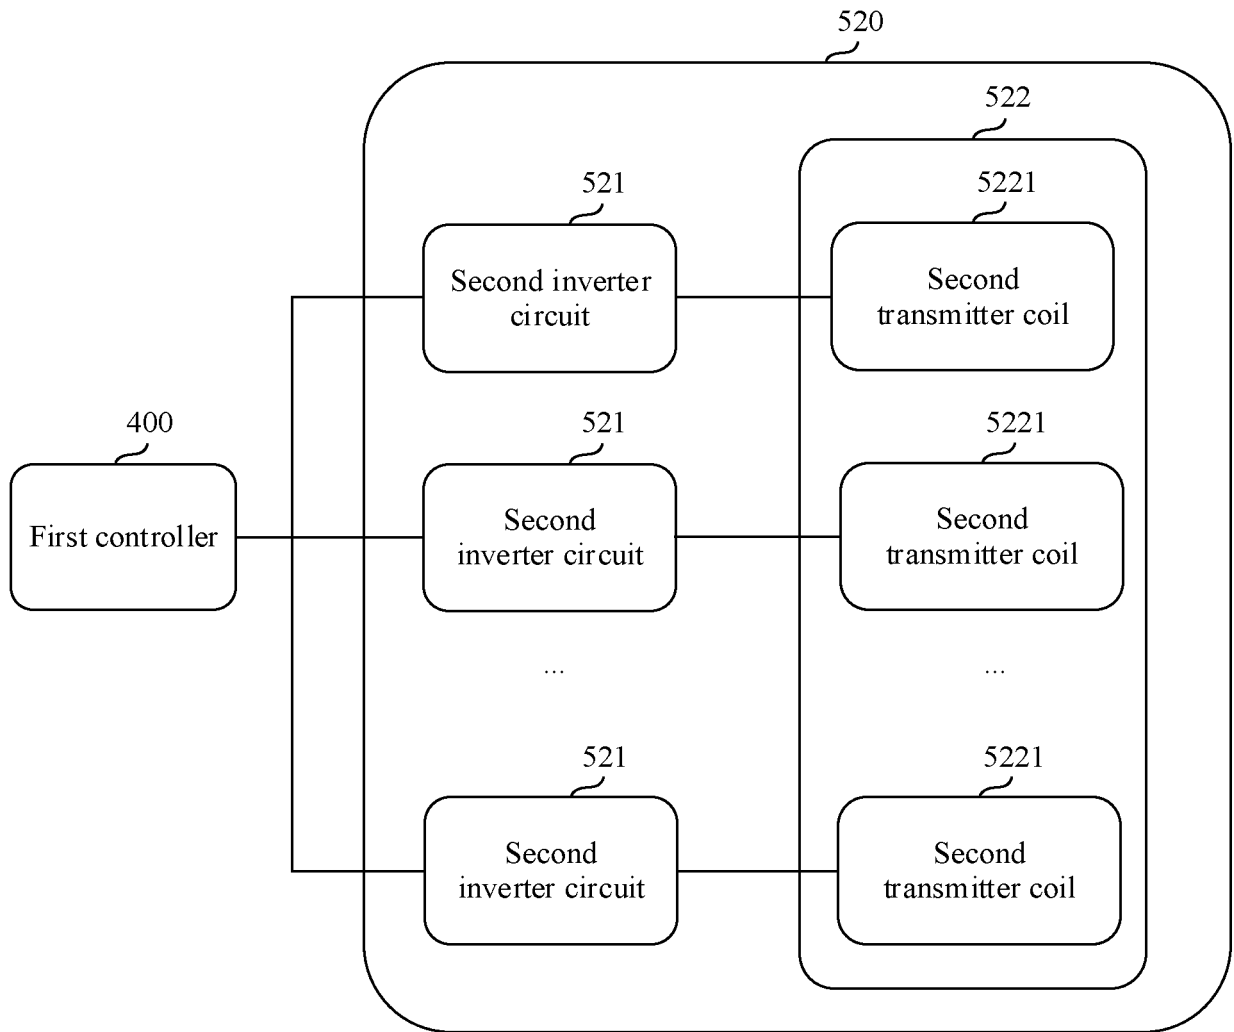 520
522
521
5221
Second inverter
circuit
Second
transmitter coil
400
521
5221
First controller
Second
inverter circuit
Second
transmitter coil
...
...
521
5221
Second
inverter circuit
Second
transmitter coil